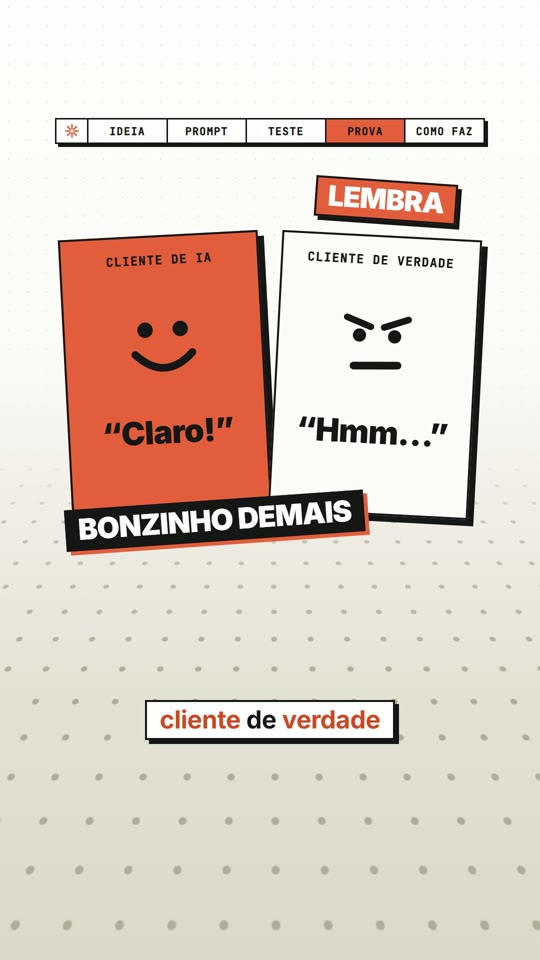 IDEIA PROMPT TESTE PROVA COMO FAZ
LEMBRA
CLIENTE DE IA
CLIENTE DE VERDADE
“Claro!”
“Hmm...”
BONZINHO DEMAIS
cliente de verdade